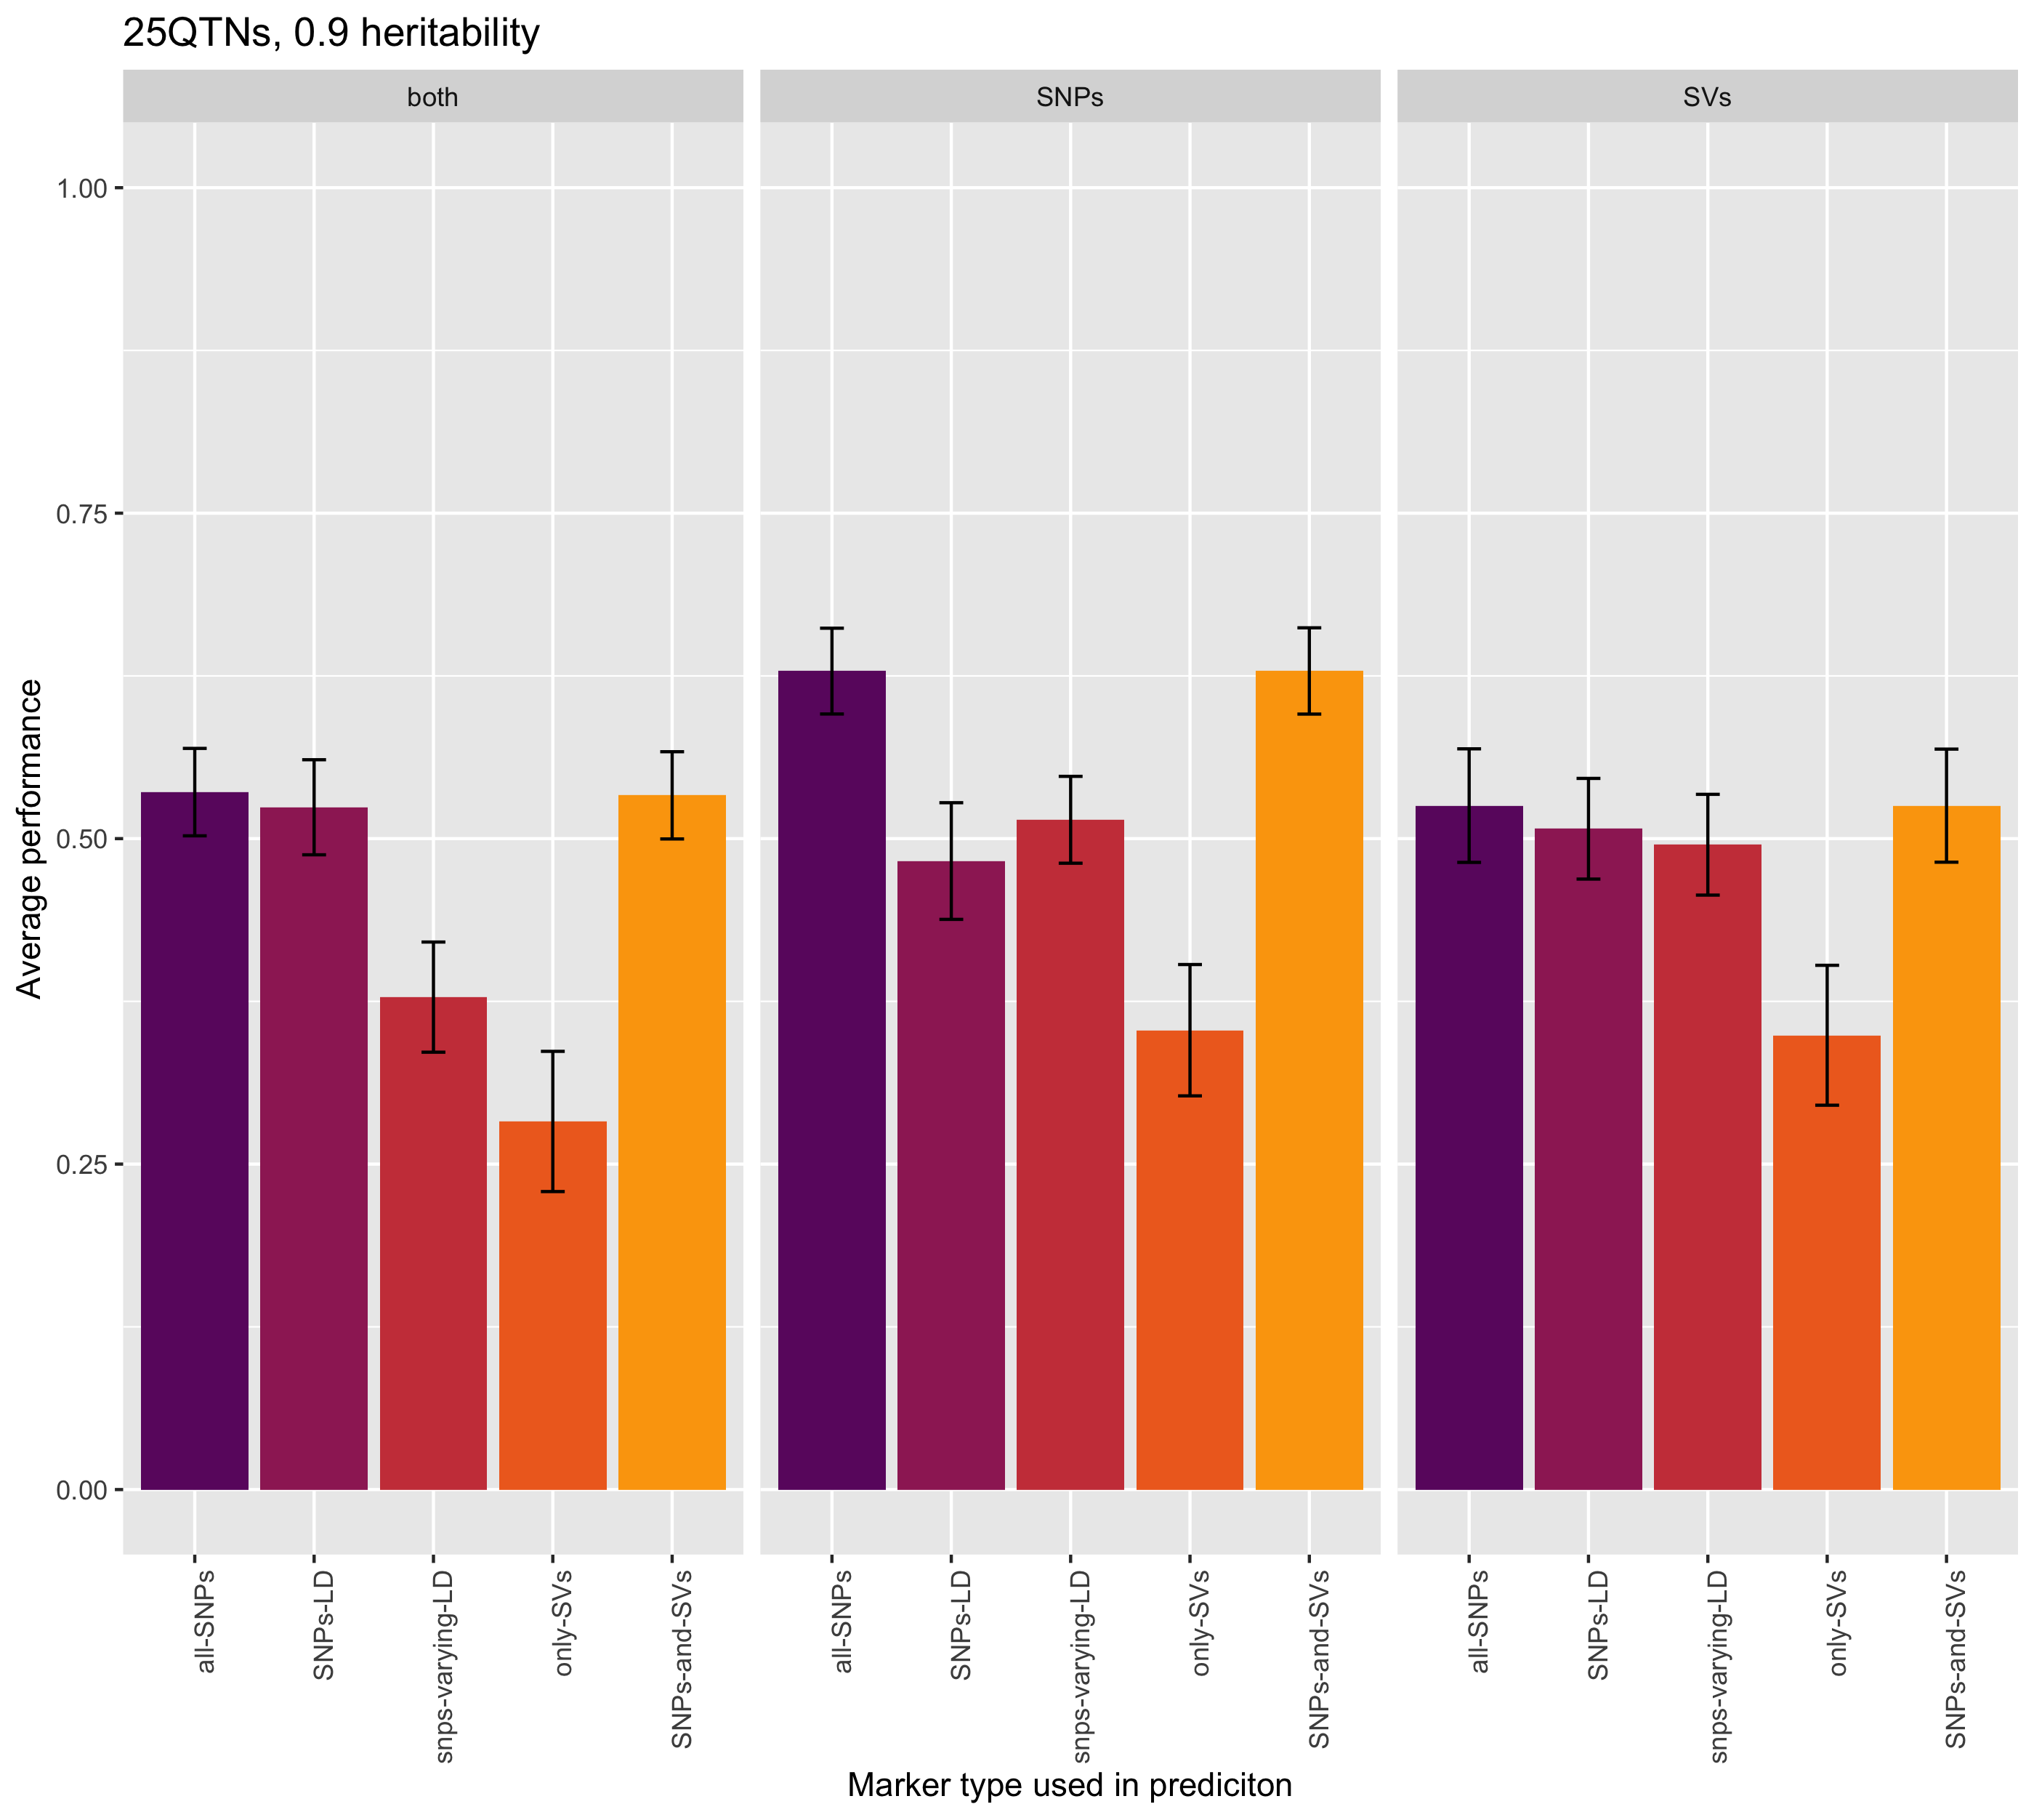 25QTNs, 0.9 heritability
both
SNPs
SVs
Average performance
1.00
0.75
0.50
0.25
0.00
all-SNPs
SNPs-LD
snps-varying-LD
only-SVs
SNPs-and-SVs
all-SNPs
SNPs-LD
snps-varying-LD
only-SVs
SNPs-and-SVs
all-SNPs
SNPs-LD
snps-varying-LD
only-SVs
SNPs-and-SVs
Marker type used in prediciton